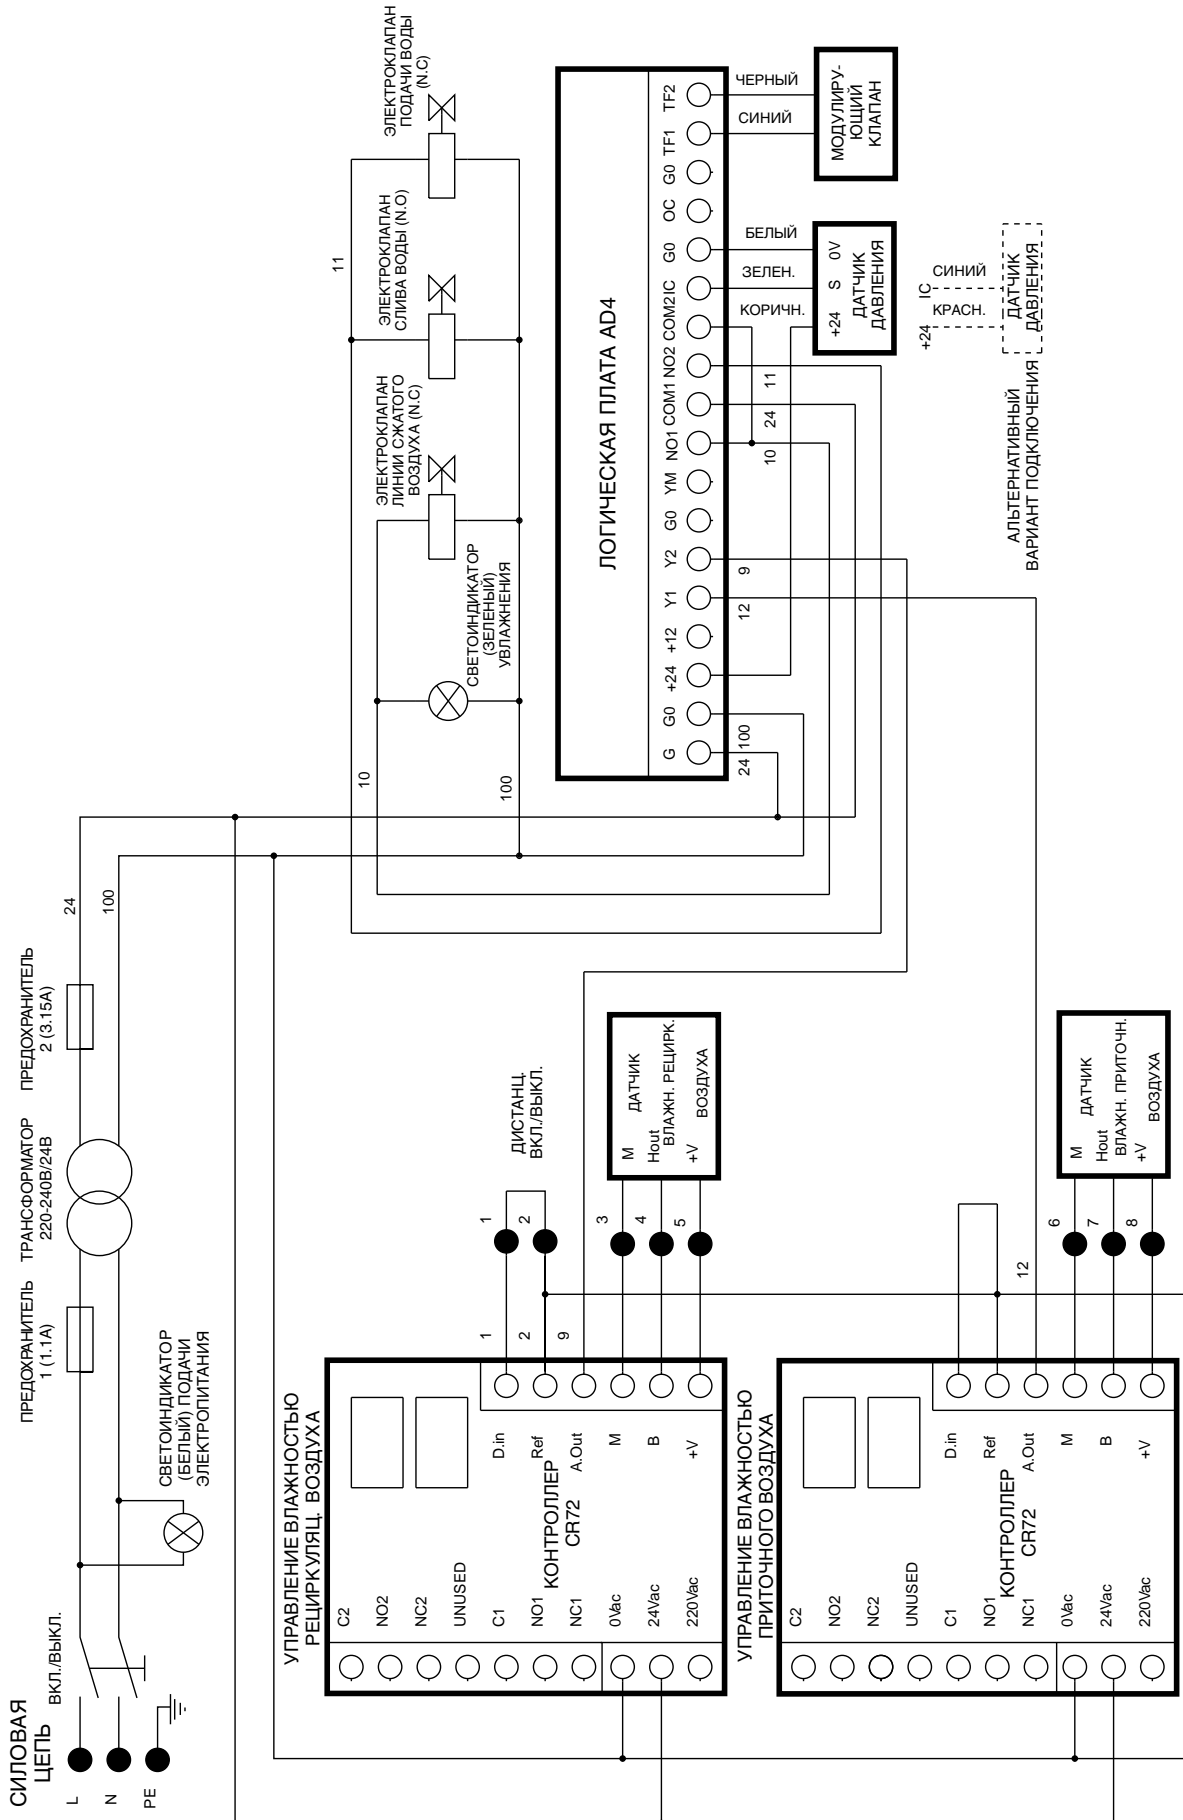 СИЛОВАЯ
ЦЕПЬ
L
N
PE
ВКЛ./ВЫКЛ.
СВЕТОИНДИКАТОР
(БЕЛЫЙ) ПОДАЧИ
ЭЛЕКТРОПИТАНИЯ
ПРЕДОХРАНИТЕЛЬ
1 (1.1А)
ТРАНСФОРМАТОР
220-240В/24В
ПРЕДОХРАНИТЕЛЬ
2 (3.15А)
24
100
11
10
100
СВЕТОИНДИКАТОР
(ЗЕЛЕНЫЙ)
УВЛАЖНЕНИЯ
ЭЛЕКТРОКЛАПАН
ЛИНИИ СЖАТОГО
ВОЗДУХА (N.C)
ЭЛЕКТРОКЛАПАН
СЛИВА ВОДЫ (N.O)
ЭЛЕКТРОКЛАПАН
ПОДАЧИ ВОДЫ
(N.C)
ЛОГИЧЕСКАЯ ПЛАТА AD4
G
G0
+24
+12
Y1
Y2
G0
YM
NO1
COM1
NO2
COM2
IC
G0
OC
G0
TF1
TF2
24
100
12
9
10
24
11
КОРИЧН.
ЗЕЛЕН.
БЕЛЫЙ
СИНИЙ
ЧЕРНЫЙ
+24
S
0V
ДАТЧИК
ДАВЛЕНИЯ
МОДУЛИРУ-
ЮЩИЙ
КЛАПАН
+24
IC
КРАСН.
СИНИЙ
ДАТЧИК
ДАВЛЕНИЯ
АЛЬТЕРНАТИВНЫЙ
ВАРИАНТ ПОДКЛЮЧЕНИЯ
УПРАВЛЕНИЕ ВЛАЖНОСТЬЮ
РЕЦИРКУЛЯЦ. ВОЗДУХА
C2
NO2
NC2
UNUSED
C1
NO1
NC1
0Vac
24Vac
220Vac
КОНТРОЛЛЕР
CR72
D.in
Ref
A.Out
M
B
+V
1
2
9
1
2
3
4
5
ДИСТАНЦ.
ВКЛ./ВЫКЛ.
M
Hout
+V
ДАТЧИК
ВЛАЖН. РЕЦИРК.
ВОЗДУХА
УПРАВЛЕНИЕ ВЛАЖНОСТЬЮ
ПРИТОЧНОГО ВОЗДУХА
C2
NO2
NC2
UNUSED
C1
NO1
NC1
0Vac
24Vac
220Vac
КОНТРОЛЛЕР
CR72
D.in
Ref
A.Out
M
B
+V
12
6
7
8
M
Hout
+V
ДАТЧИК
ВЛАЖН. ПРИТОЧН.
ВОЗДУХА